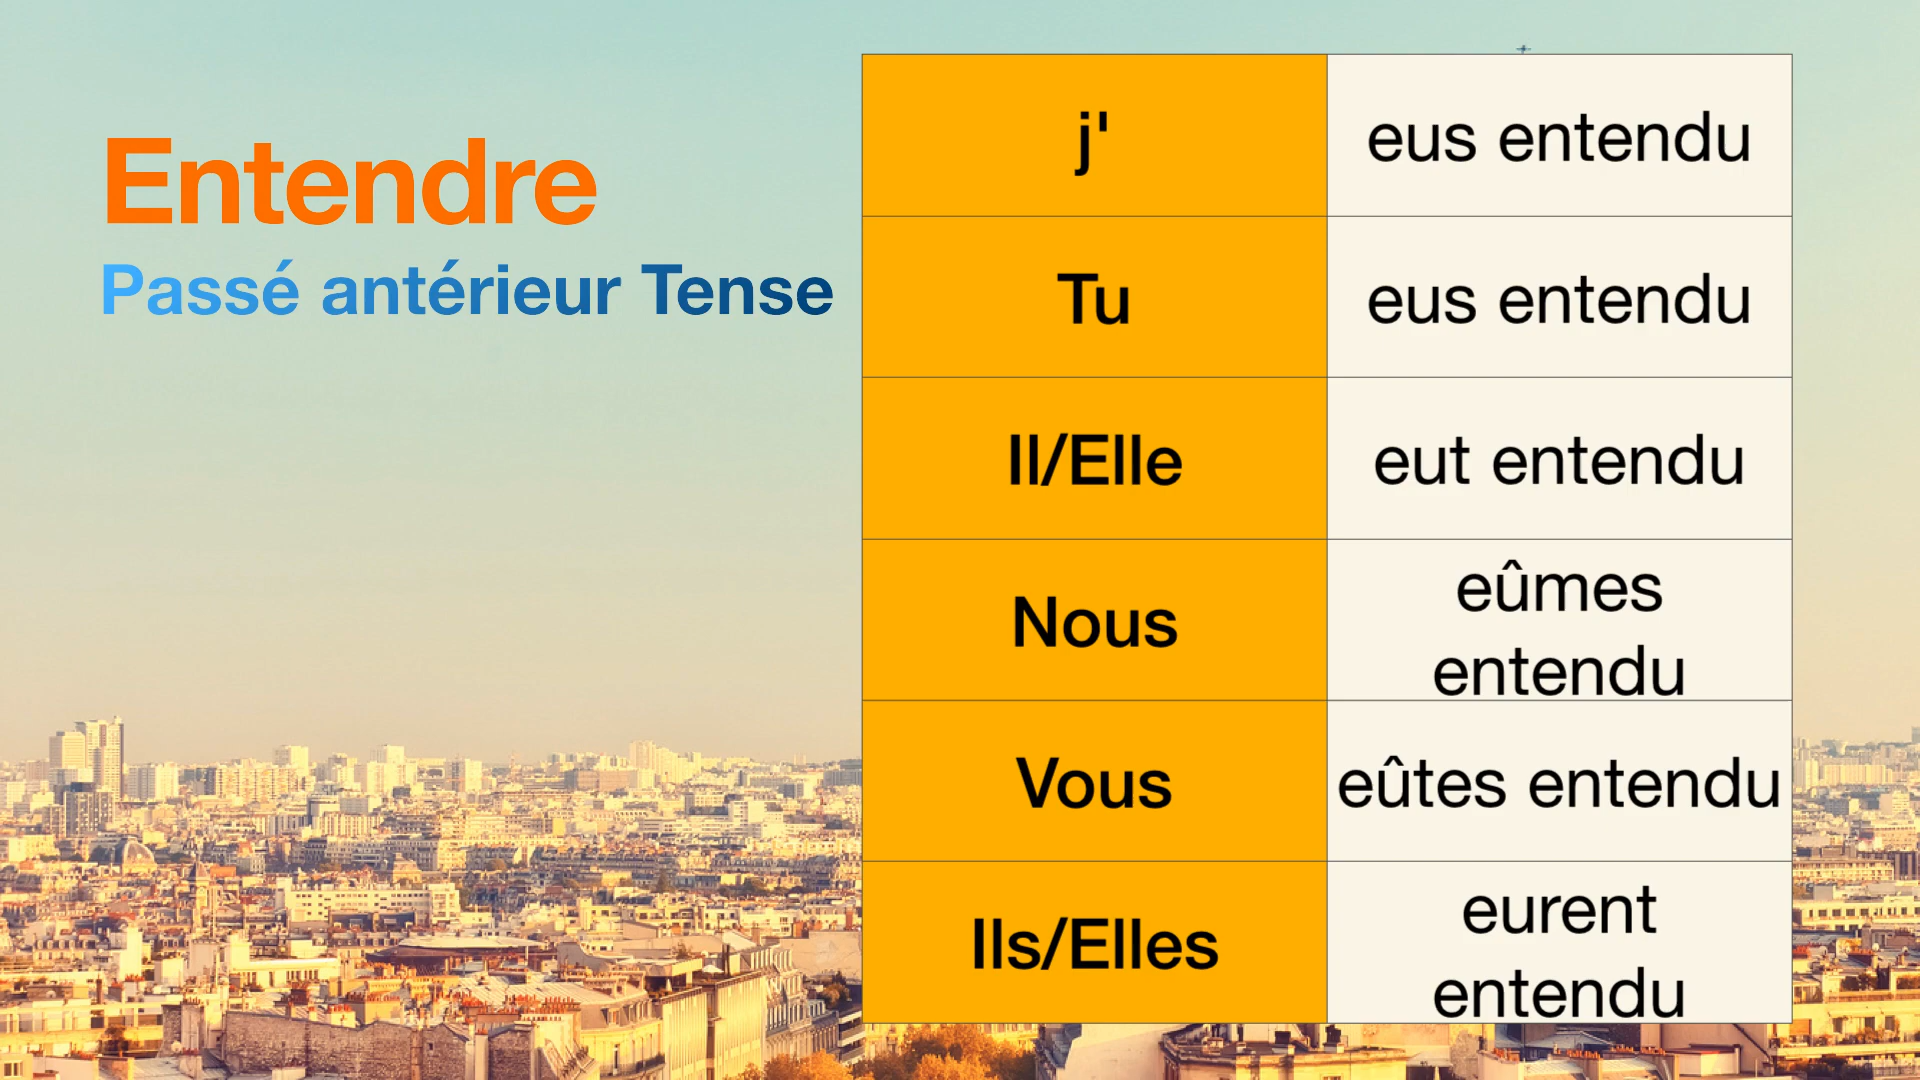 Entendre
Passé antérieur Tense
j' eus entendu
Tu eus entendu
Il/Elle eut entendu
Nous eûmes
entendu
Vous eûtes entendu
Ils/Elles eurent
entendu